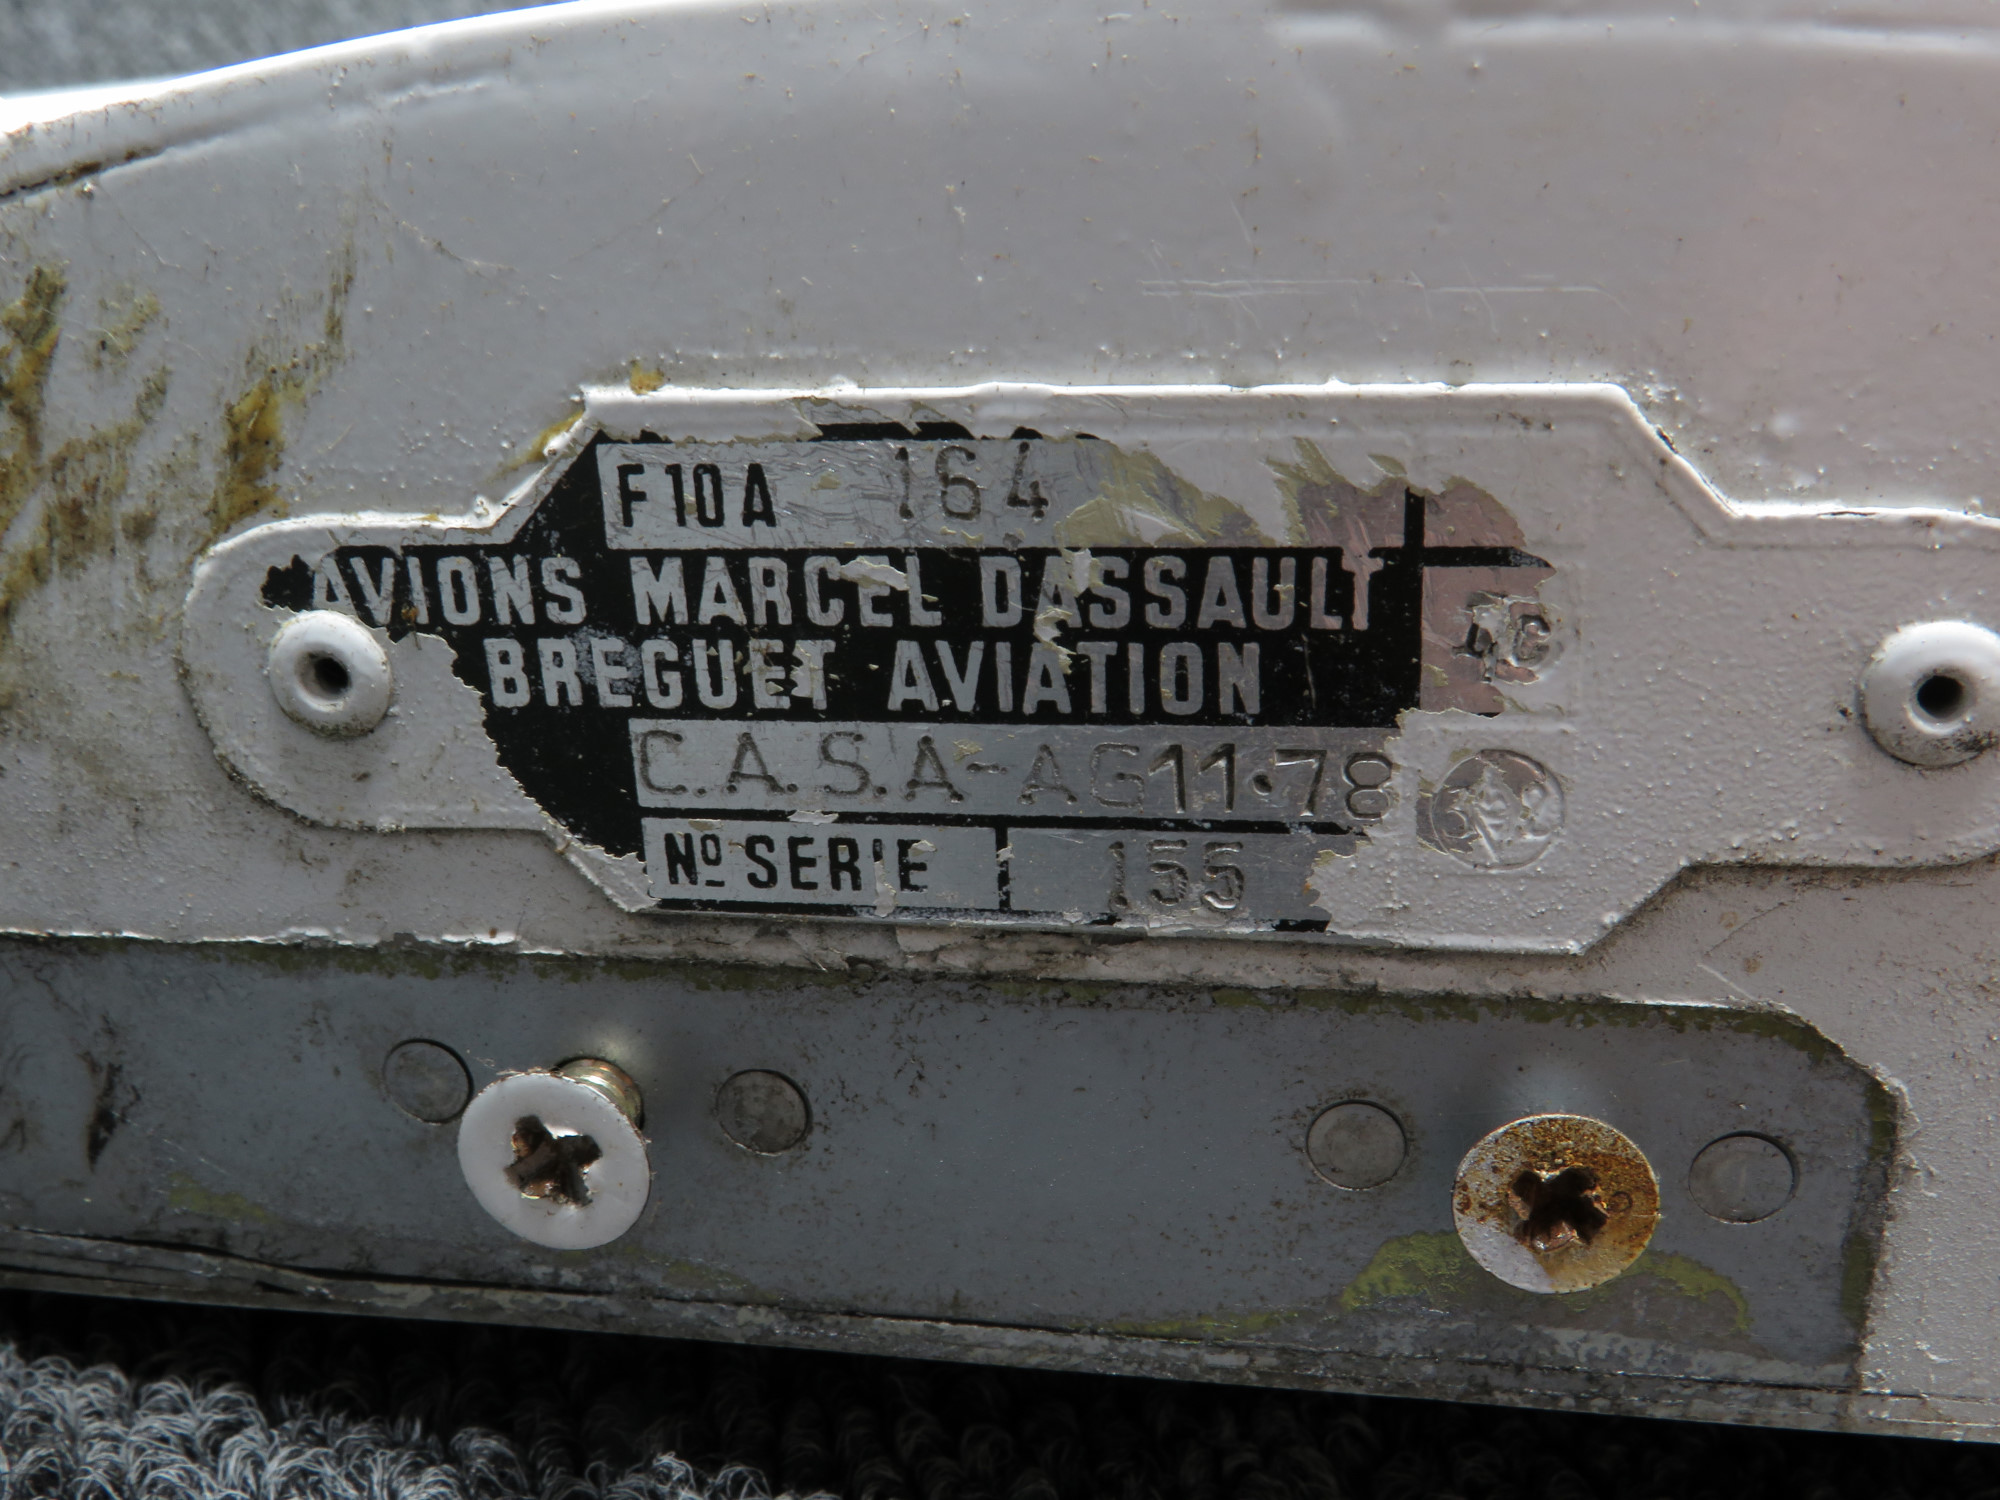 F10A 164
AVIONS MARCEL DASSAULT
BREGUET AVIATION
C.A.S.A-AG11·78
Nº SERIE 155